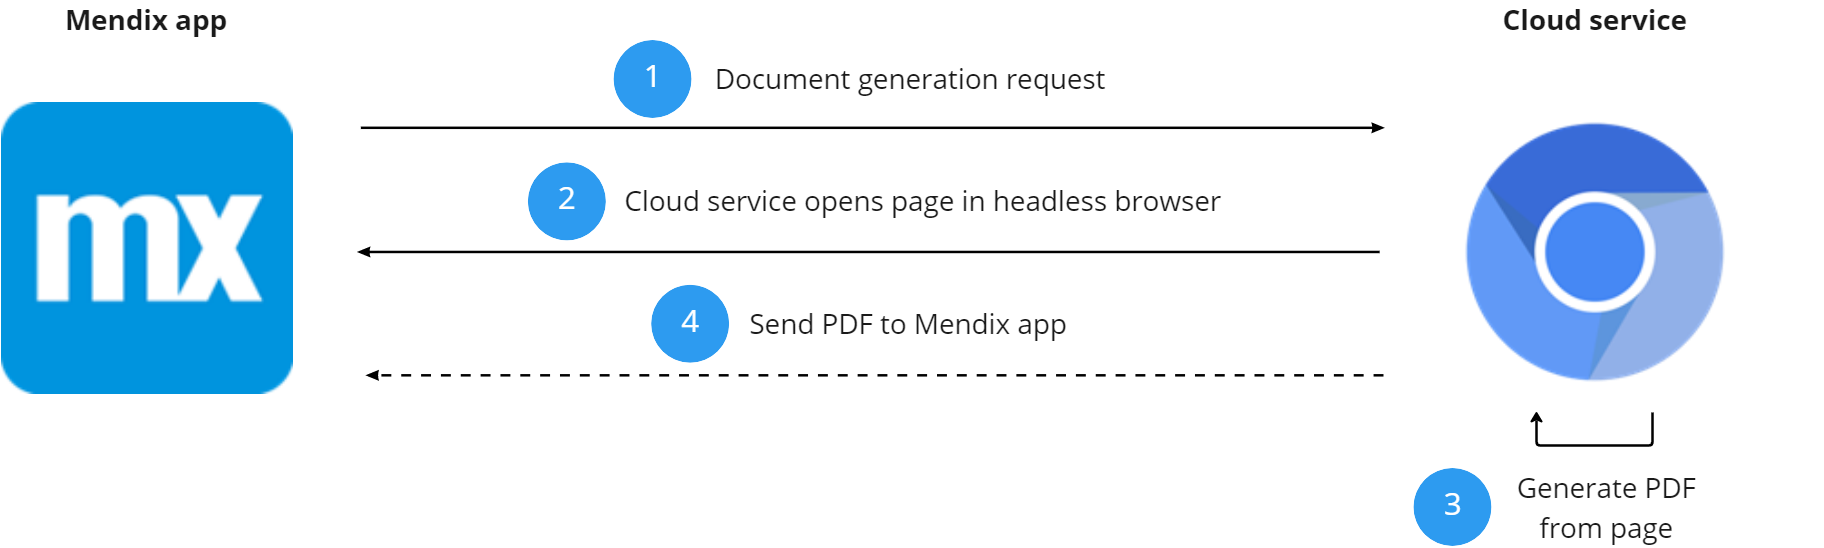 Mendix app
Cloud service
1
Document generation request
2
Cloud service opens page in headless browser
mx
4
Send PDF to Mendix app
3
Generate PDF
from page